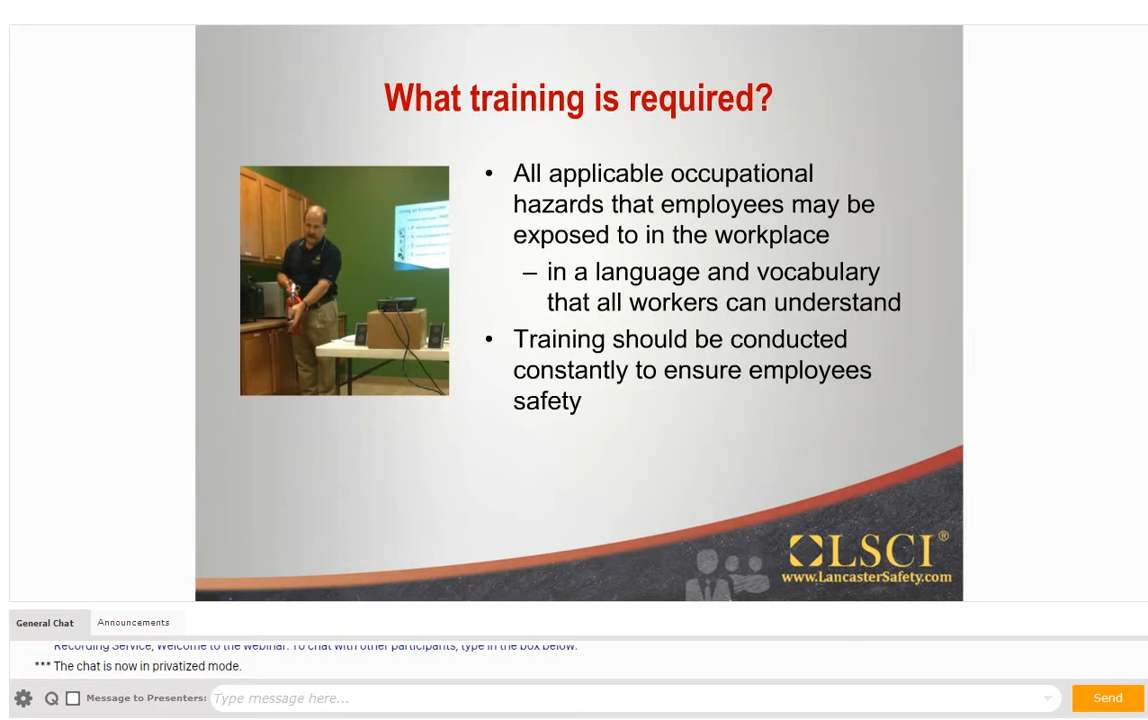 What training is required?
• All applicable occupational
hazards that employees may be
exposed to in the workplace
– in a language and vocabulary
that all workers can understand
• Training should be conducted
constantly to ensure employees
safety
LSCI®
www.LancasterSafety.com
General Chat
Announcements
Recording Service, Welcome to the webinar. To chat with other participants, type in the box below.
*** The chat is now in privatized mode.
Message to Presenters:
Type message here...
Send